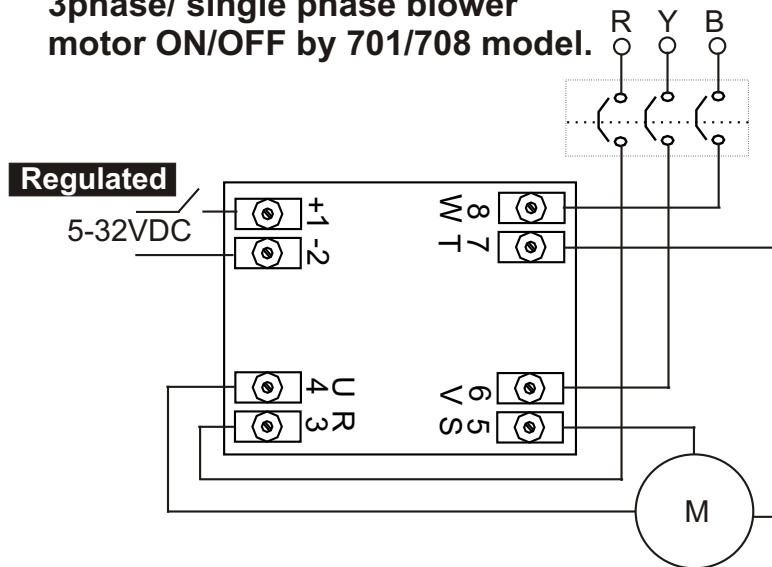 3phase/ single phase blower
motor ON/OFF by 701/708 model.
R Y B
Regulated
5-32VDC
+1
-2
W 8
T 7
U 4
R 3
V 6
S 5
M